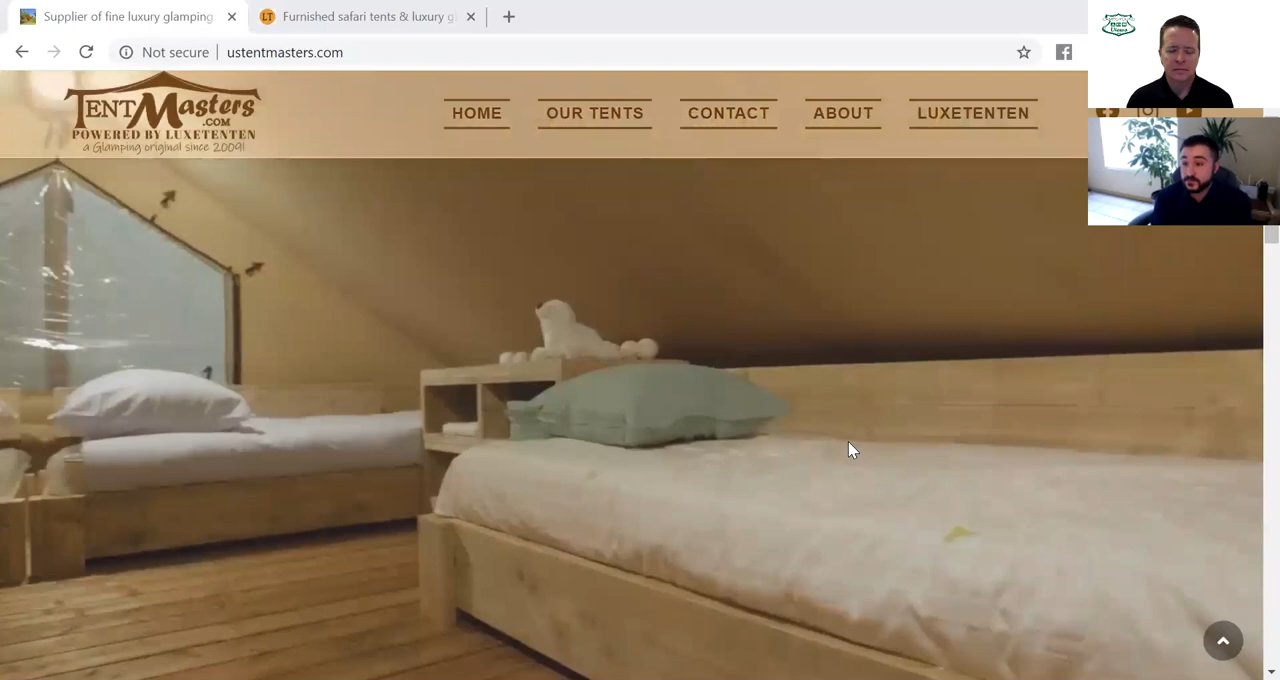 Supplier of fine luxury glamping
Furnished safari tents & luxury gl
Not secure
ustentmasters.com
TENTMasters
.COM
POWERED BY LUXETENTEN
a Glamping original since 2009!
HOME
OUR TENTS
CONTACT
ABOUT
LUXETENTEN